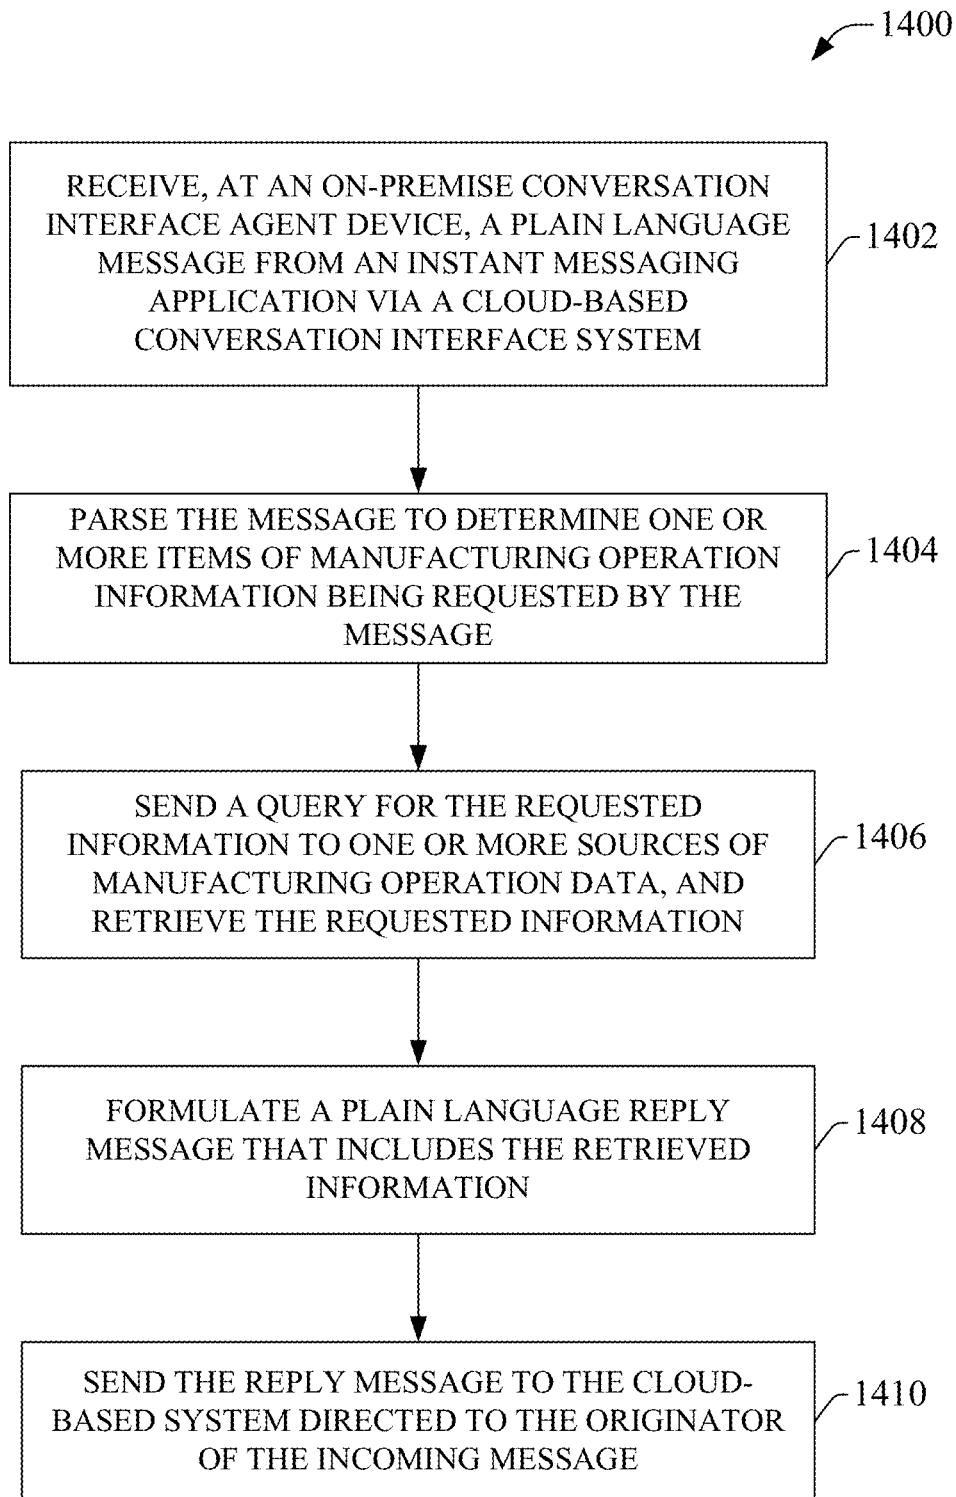 1400
RECEIVE, AT AN ON-PREMISE CONVERSATION
INTERFACE AGENT DEVICE, A PLAIN LANGUAGE
MESSAGE FROM AN INSTANT MESSAGING
APPLICATION VIA A CLOUD-BASED
CONVERSATION INTERFACE SYSTEM
1402
PARSE THE MESSAGE TO DETERMINE ONE OR
MORE ITEMS OF MANUFACTURING OPERATION
INFORMATION BEING REQUESTED BY THE
MESSAGE
1404
SEND A QUERY FOR THE REQUESTED
INFORMATION TO ONE OR MORE SOURCES OF
MANUFACTURING OPERATION DATA, AND
RETRIEVE THE REQUESTED INFORMATION
1406
FORMULATE A PLAIN LANGUAGE REPLY
MESSAGE THAT INCLUDES THE RETRIEVED
INFORMATION
1408
SEND THE REPLY MESSAGE TO THE CLOUD-
BASED SYSTEM DIRECTED TO THE ORIGINATOR
OF THE INCOMING MESSAGE
1410